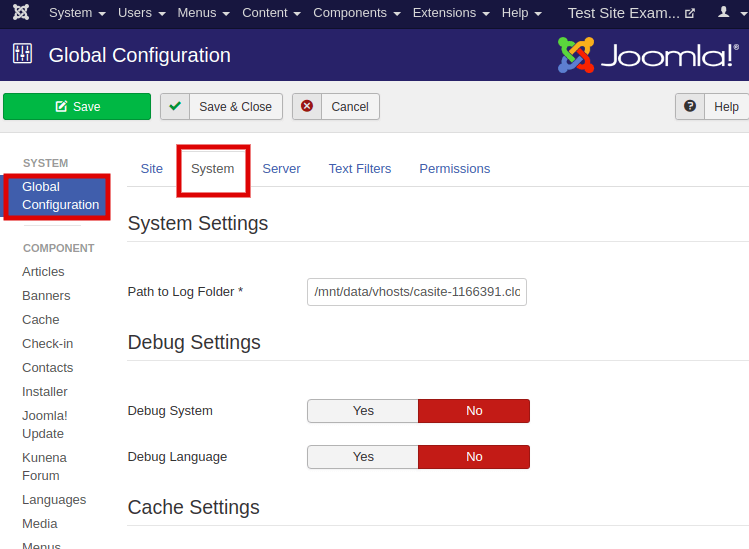 System Users Menus Content Components Extensions Help Test Site Exam...
Global Configuration Joomla!®
Save Save & Close Cancel ? Help
SYSTEM
Global
Configuration
COMPONENT
Articles
Banners
Cache
Check-in
Contacts
Installer
Joomla!
Update
Kunena
Forum
Languages
Media
Menus
Site System Server Text Filters Permissions
System Settings
Path to Log Folder * /mnt/data/vhosts/casite-1166391.clo
Debug Settings
Debug System Yes No
Debug Language Yes No
Cache Settings